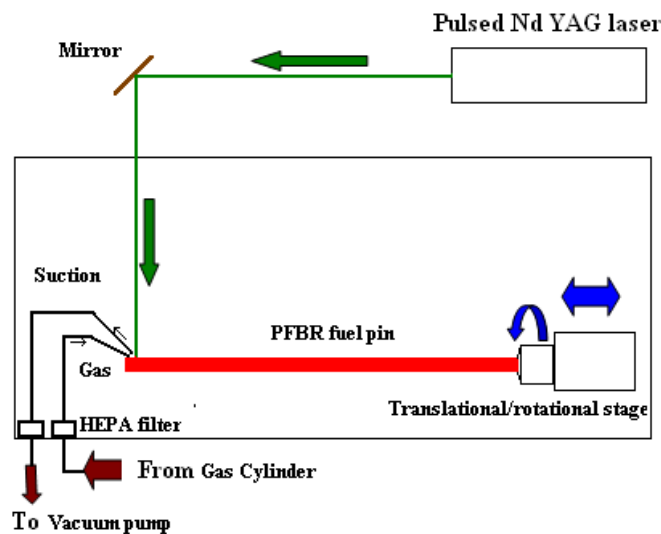 Pulsed Nd YAG laser
Mirror
Suction
PFBR fuel pin
Gas
Translational/rotational stage
HEPA filter
From Gas Cylinder
To Vacuum pump